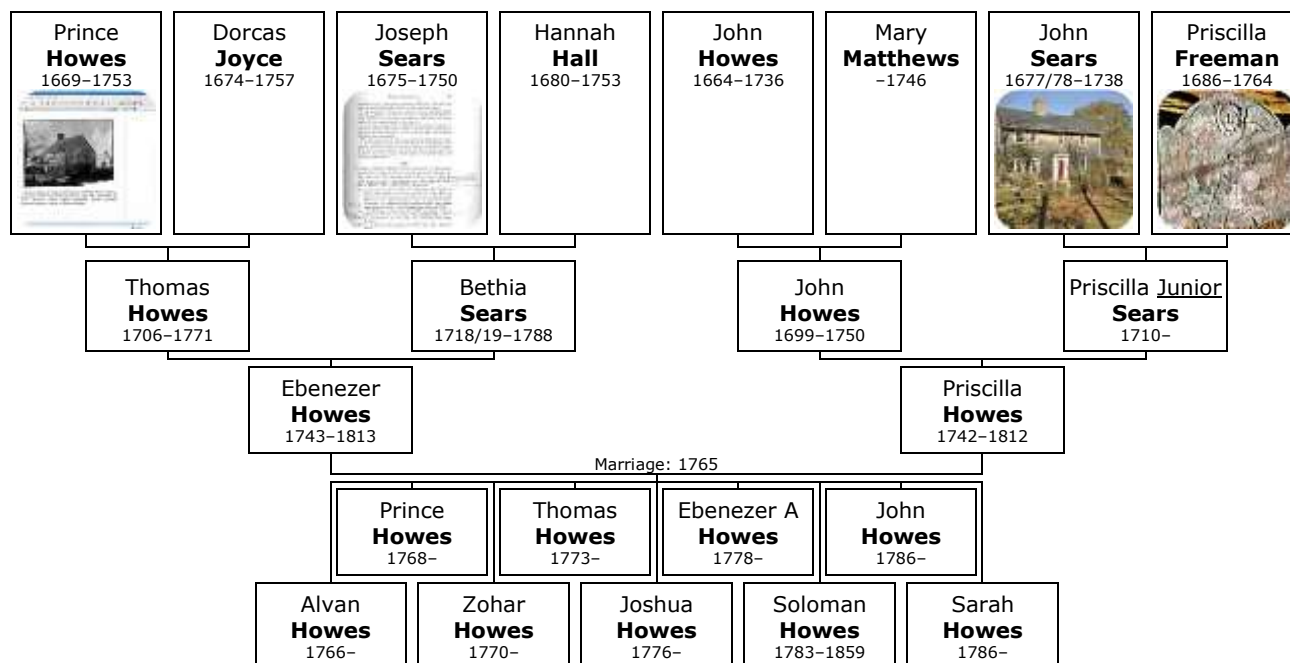 Prince
Howes
1669–1753
Dorcas
Joyce
1674–1757
Joseph
Sears
1675–1750
Hannah
Hall
1680–1753
John
Howes
1664–1736
Mary
Matthews
–1746
John
Sears
1677/78–1738
Priscilla
Freeman
1686–1764
Thomas
Howes
1706–1771
Bethia
Sears
1718/19–1788
John
Howes
1699–1750
Priscilla Junior
Sears
1710–
Ebenezer
Howes
1743–1813
Priscilla
Howes
1742–1812
Marriage: 1765
Prince
Howes
1768–
Thomas
Howes
1773–
Ebenezer A
Howes
1778–
John
Howes
1786–
Alvan
Howes
1766–
Zohar
Howes
1770–
Joshua
Howes
1776–
Soloman
Howes
1783–1859
Sarah
Howes
1786–